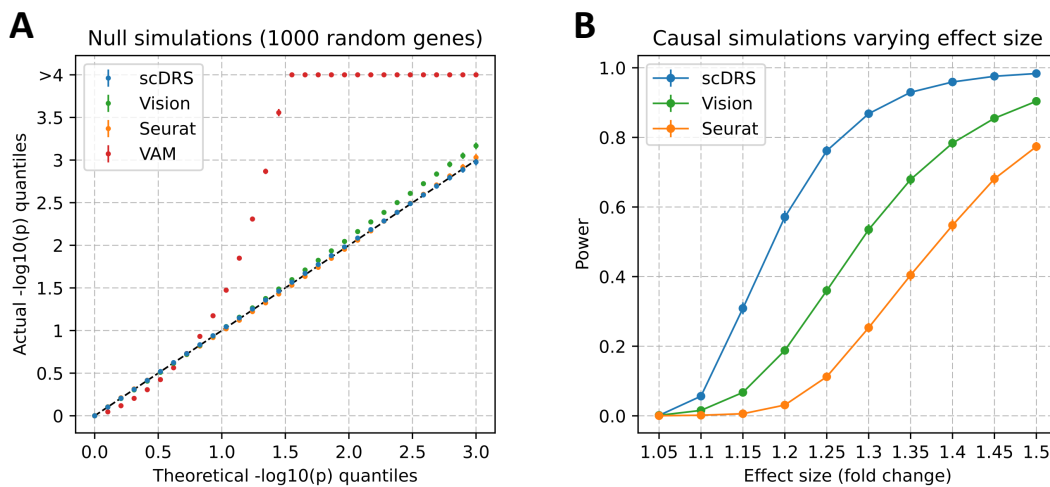 A
Null simulations (1000 random genes)
scDRS
Vision
Seurat
VAM
>4
3.5
3
2.5
2
1.5
1
0.5
0
Actual -log10(p) quantiles
0.0 0.5 1.0 1.5 2.0 2.5 3.0
Theoretical -log10(p) quantiles
B
Causal simulations varying effect size
scDRS
Vision
Seurat
1.0
0.8
0.6
0.4
0.2
0.0
Power
1.05 1.1 1.15 1.2 1.25 1.3 1.35 1.4 1.45 1.5
Effect size (fold change)